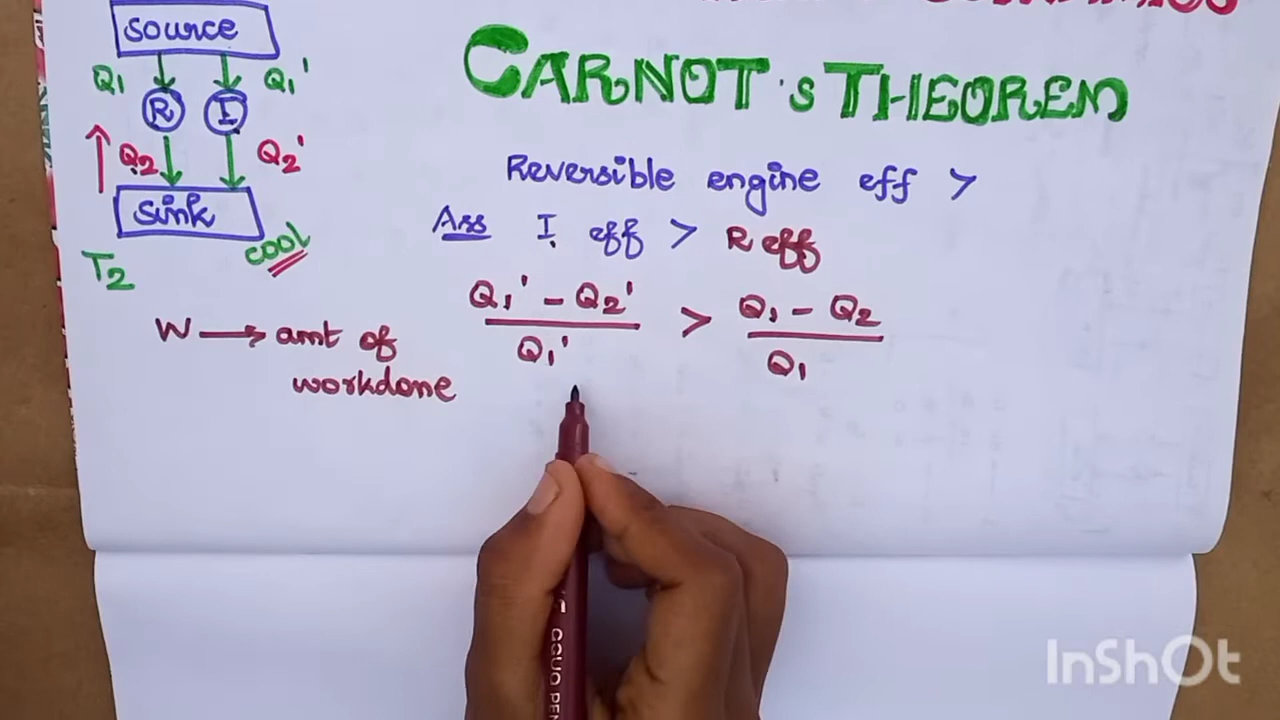 CARNOT's THEOREM
source
Q₁ Q₁'
R I
Q₂ Q₂'
sink
cool
T₂
Reversible engine eff >
Ass I eff > R eff
Q₁' - Q₂' / Q₁' > Q₁ - Q₂ / Q₁
W → amt of
workdone
InShOt